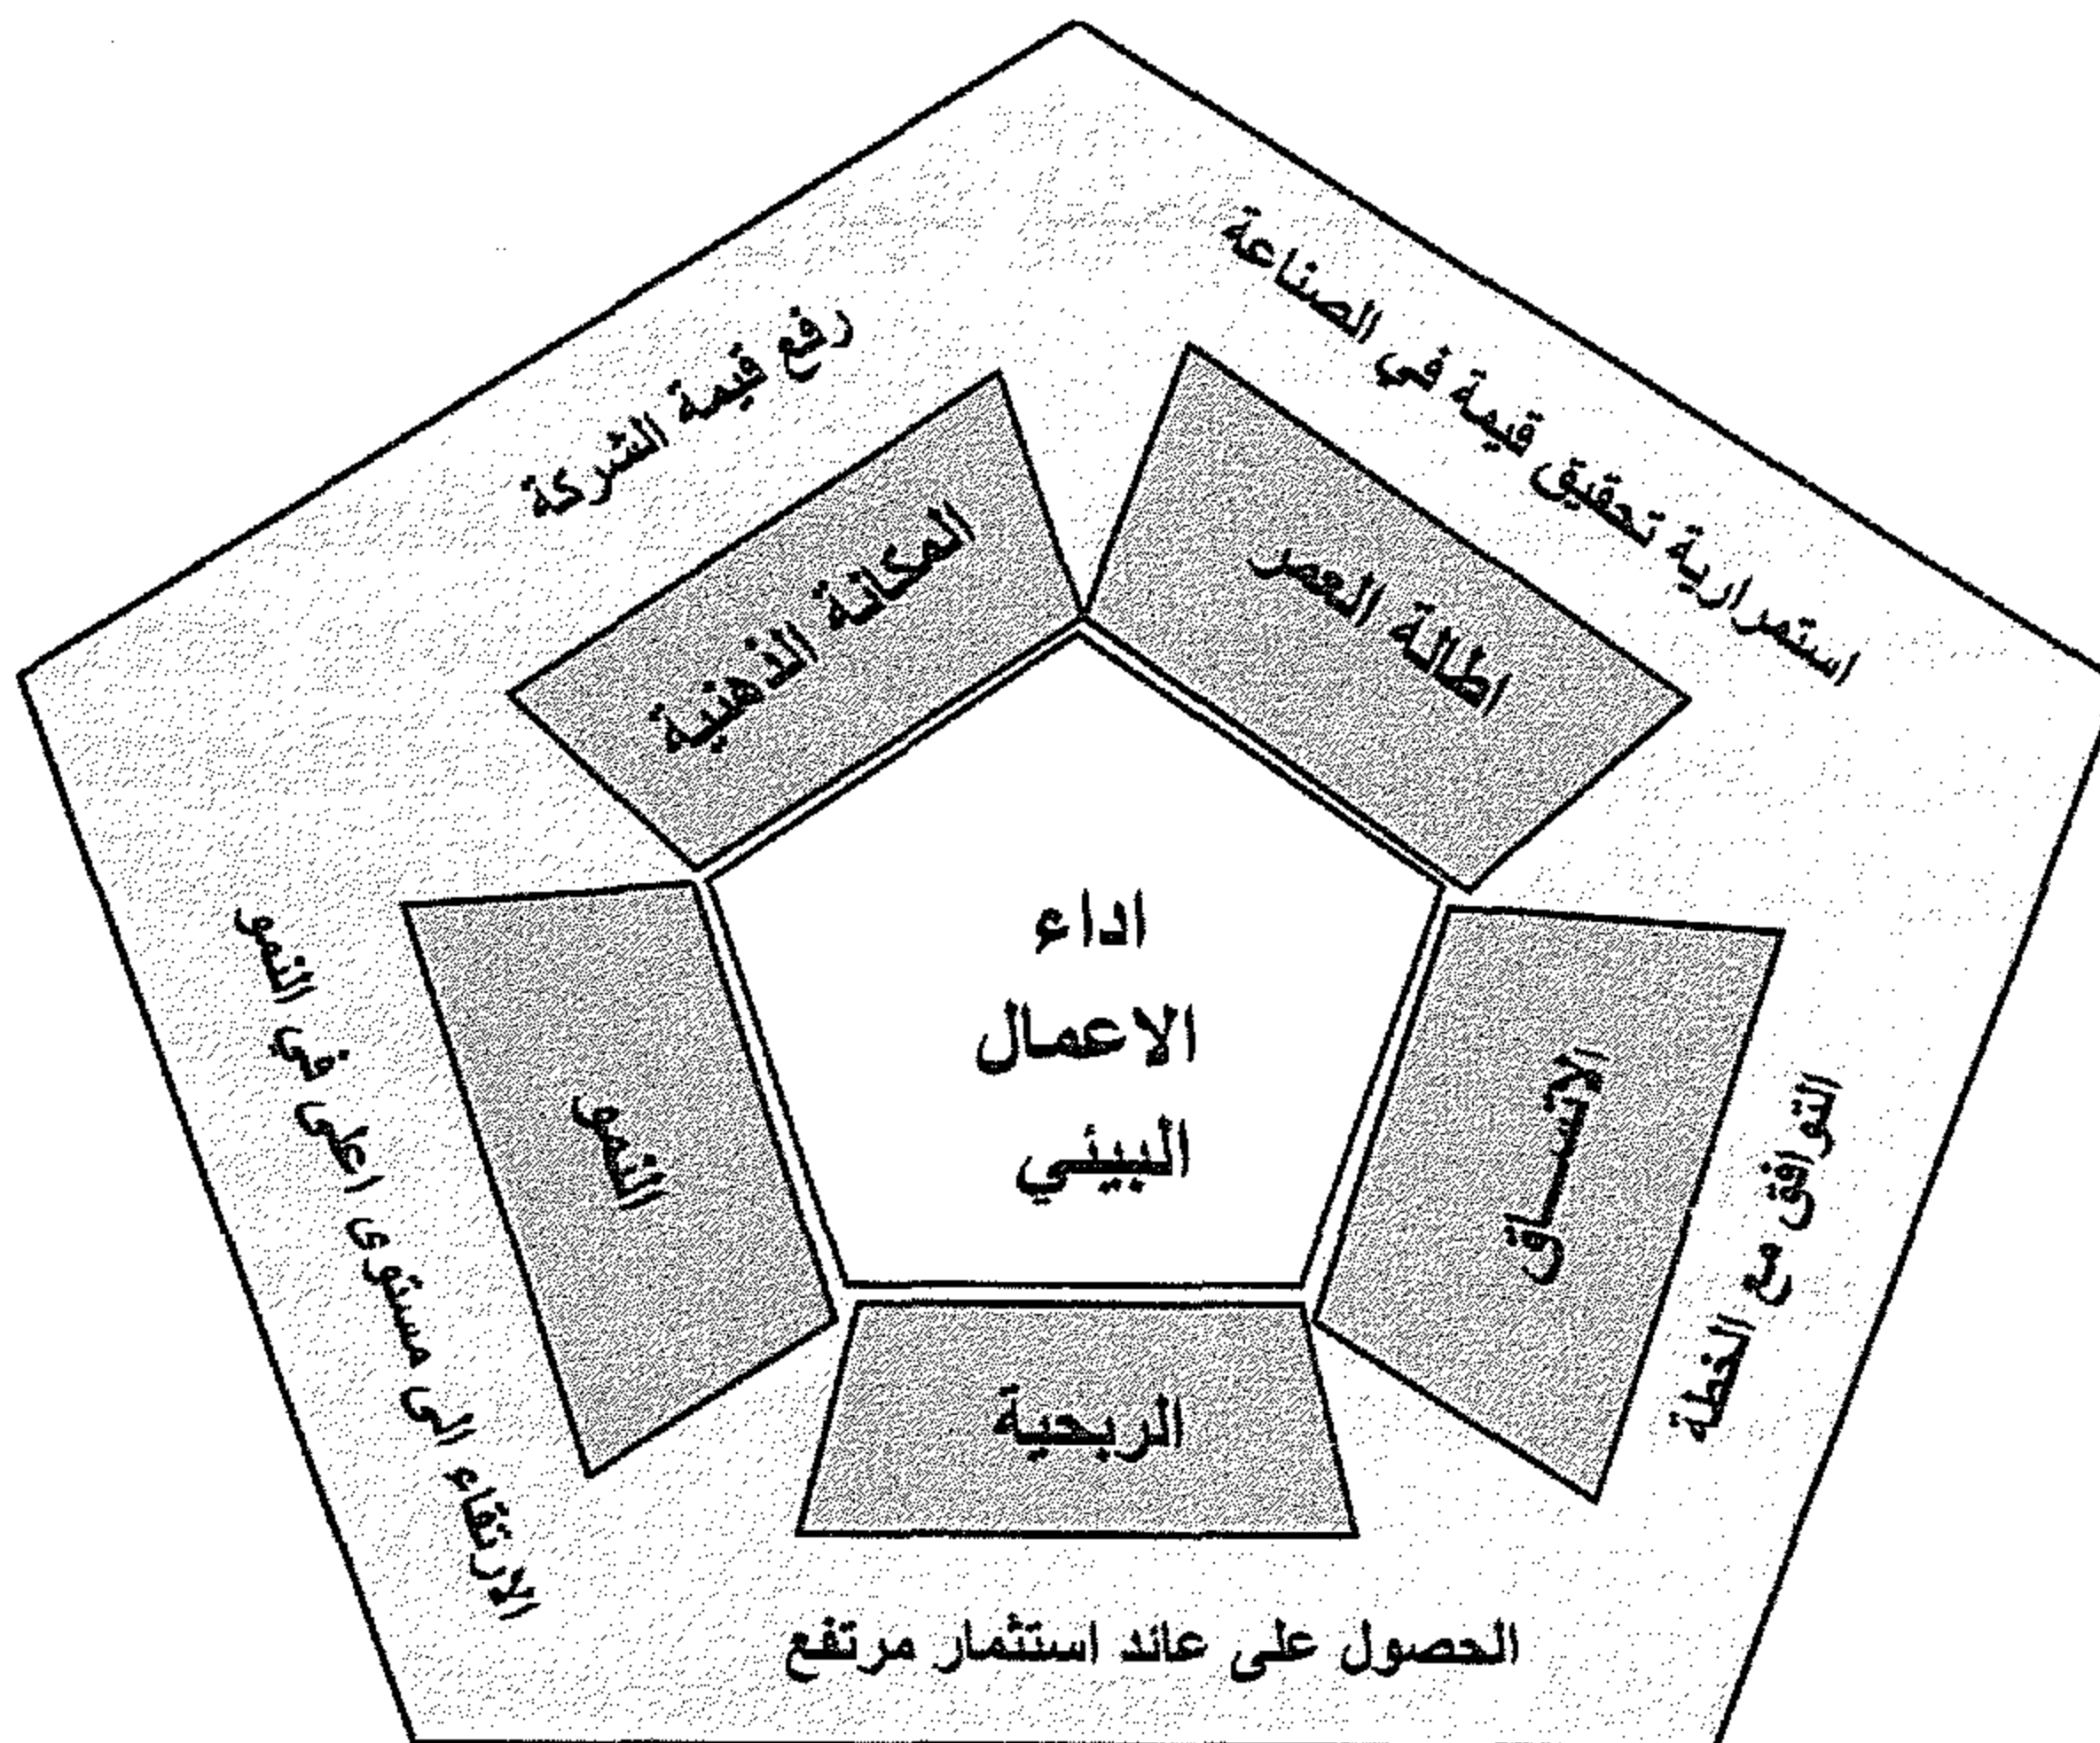 استمرارية تحقيق قيمة في الصناعة
رفع قيمة الشركة
اطالة العمر
المكانة الذهنية
اداء
الاعمال
البيئي
الاتساق
التوافق مع الخطة
النمو
الارتقاء الى مستوى اعلى في النمو
الربحية
الحصول على عائد استثمار مرتفع